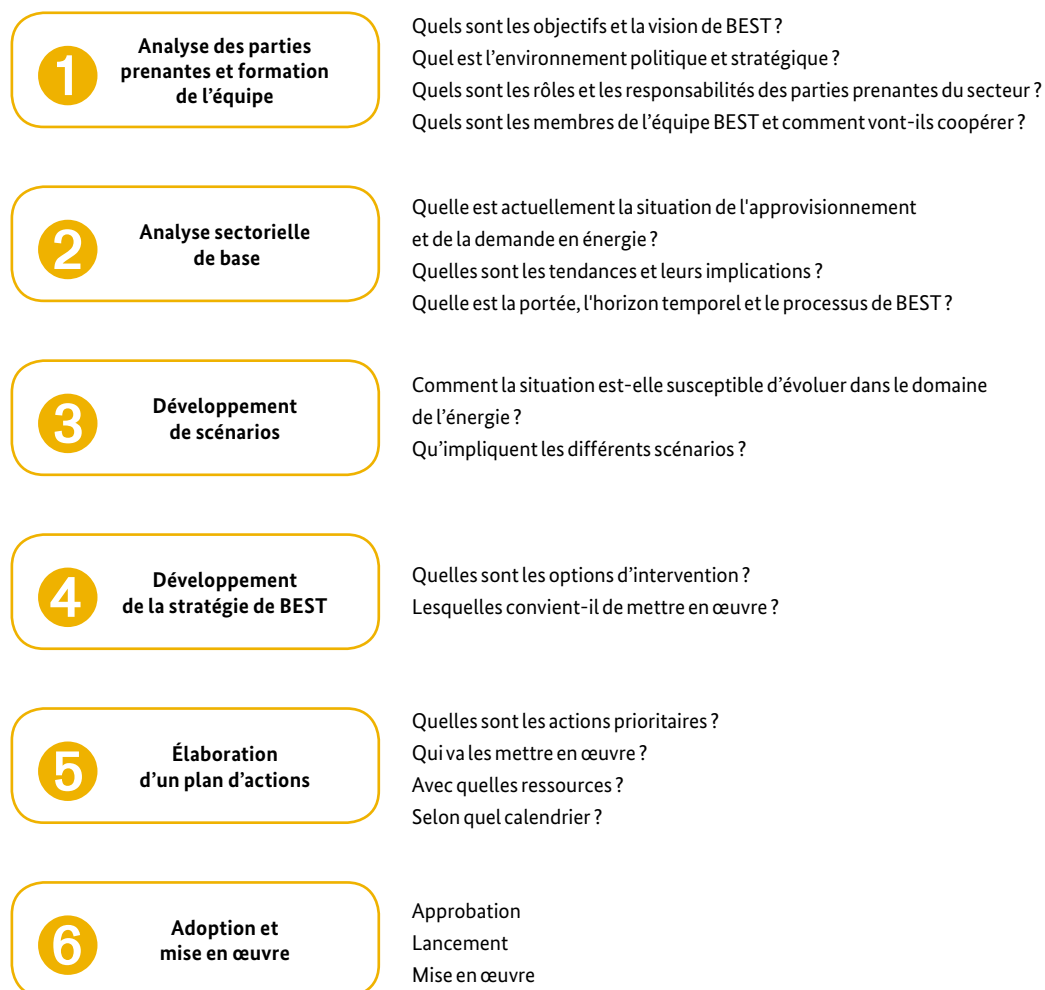 1
Analyse des parties
prenantes et formation
de l’équipe
Quels sont les objectifs et la vision de BEST ?
Quel est l’environnement politique et stratégique ?
Quels sont les rôles et les responsabilités des parties prenantes du secteur ?
Quels sont les membres de l’équipe BEST et comment vont-ils coopérer ?
2
Analyse sectorielle
de base
Quelle est actuellement la situation de l'approvisionnement
et de la demande en énergie ?
Quelles sont les tendances et leurs implications ?
Quelle est la portée, l'horizon temporel et le processus de BEST ?
3
Développement
de scénarios
Comment la situation est-elle susceptible d’évoluer dans le domaine
de l’énergie ?
Qu’impliquent les différents scénarios ?
4
Développement
de la stratégie de BEST
Quelles sont les options d’intervention ?
Lesquelles convient-il de mettre en œuvre ?
5
Élaboration
d’un plan d’actions
Quelles sont les actions prioritaires ?
Qui va les mettre en œuvre ?
Avec quelles ressources ?
Selon quel calendrier ?
6
Adoption et
mise en œuvre
Approbation
Lancement
Mise en œuvre